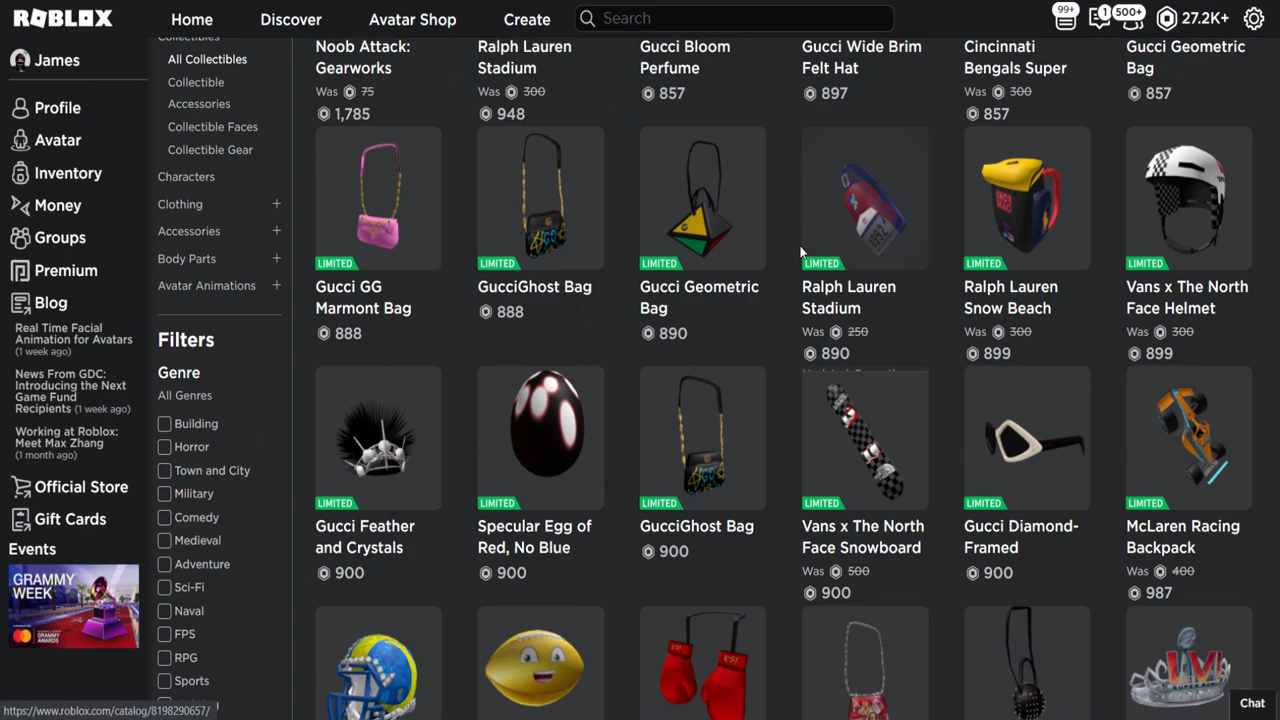 ROBLOX
Home
Discover
Avatar Shop
Create
Search
99+
1
500+
27.2K+
James
Profile
Avatar
Inventory
Money
Groups
Premium
Blog
Real Time Facial
Animation for Avatars
(1 week ago)
News From GDC:
Introducing the Next
Game Fund
Recipients (1 week ago)
Working at Roblox:
Meet Max Zhang
(1 month ago)
Official Store
Gift Cards
Events
GRAMMY
WEEK
Collectibles
All Collectibles
Collectible
Accessories
Collectible Faces
Collectible Gear
Characters
Clothing +
Accessories +
Body Parts +
Avatar Animations +
Filters
Genre
All Genres
Building
Horror
Town and City
Military
Comedy
Medieval
Adventure
Sci-Fi
Naval
FPS
RPG
Sports
Noob Attack:
Gearworks
Was 75
1,785
Ralph Lauren
Stadium
Was 300
948
Gucci Bloom
Perfume
857
Gucci Wide Brim
Felt Hat
897
Cincinnati
Bengals Super
Was 300
857
Gucci Geometric
Bag
857
LIMITED
Gucci GG
Marmont Bag
888
LIMITED
GucciGhost Bag
888
LIMITED
Gucci Geometric
Bag
890
1992
LIMITED
Ralph Lauren
Stadium
Was 250
890
LIMITED
Ralph Lauren
Snow Beach
Was 300
899
LIMITED
Vans x The North
Face Helmet
Was 300
899
LIMITED
Gucci Feather
and Crystals
900
LIMITED
Specular Egg of
Red, No Blue
900
LIMITED
GucciGhost Bag
900
LIMITED
Vans x The North
Face Snowboard
Was 500
900
LIMITED
Gucci Diamond-
Framed
900
LIMITED
McLaren Racing
Backpack
Was 400
987
KSI
KSI
LVI
https://www.roblox.com/catalog/8198290657/
Chat